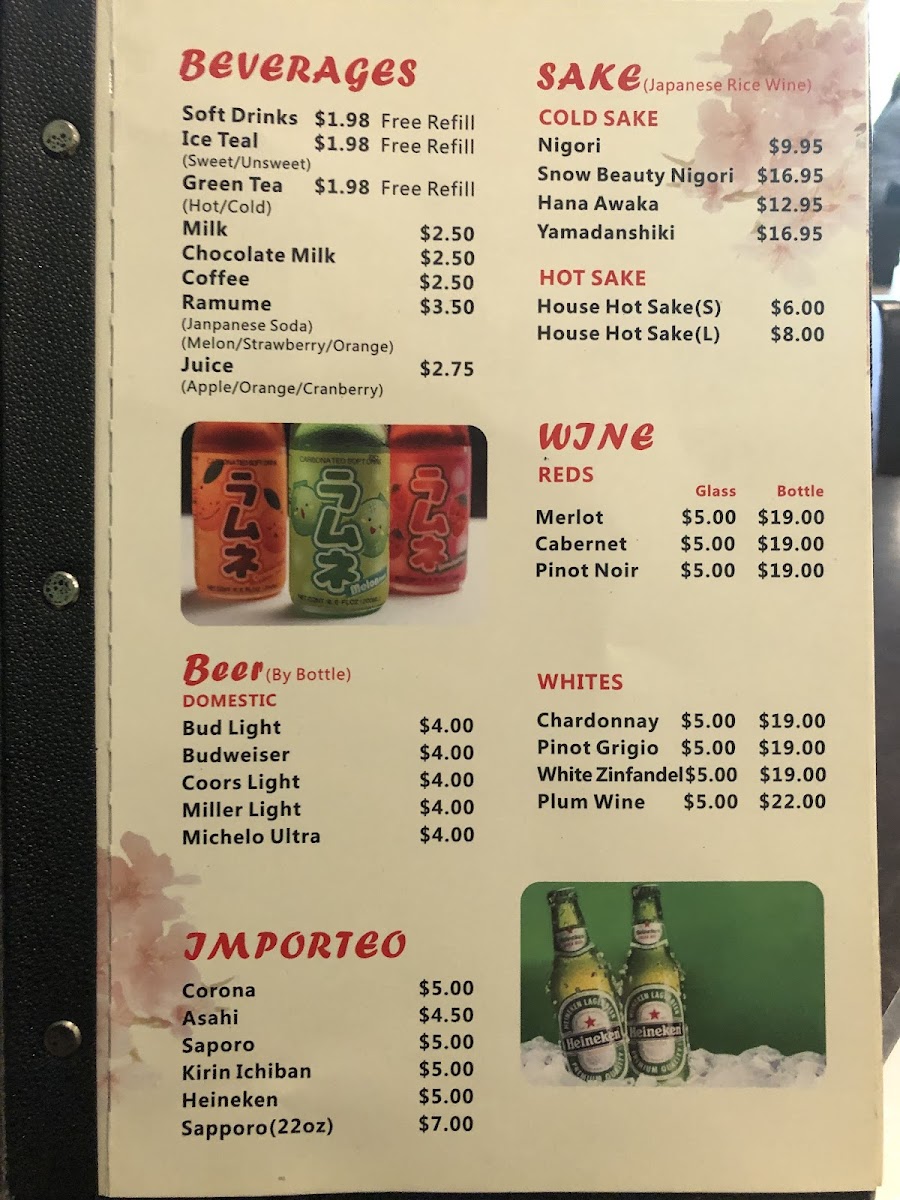 BEVERAGES
Soft Drinks $1.98 Free Refill
Ice Teal $1.98 Free Refill
(Sweet/Unsweet)
Green Tea $1.98 Free Refill
(Hot/Cold)
Milk $2.50
Chocolate Milk $2.50
Coffee $2.50
Ramume $3.50
(Janpanese Soda)
(Melon/Strawberry/Orange)
Juice $2.75
(Apple/Orange/Cranberry)
CARBONATED SOFT DRINK
ラムネ
ラムネ
ラムネ
Beer(By Bottle)
DOMESTIC
Bud Light $4.00
Budweiser $4.00
Coors Light $4.00
Miller Light $4.00
Michelo Ultra $4.00
IMPORTEO
Corona $5.00
Asahi $4.50
Saporo $5.00
Kirin Ichiban $5.00
Heineken $5.00
Sapporo(22oz) $7.00
SAKE(Japanese Rice Wine)
COLD SAKE
Nigori $9.95
Snow Beauty Nigori $16.95
Hana Awaka $12.95
Yamadanshiki $16.95
HOT SAKE
House Hot Sake(S) $6.00
House Hot Sake(L) $8.00
WINE
REDS
Glass Bottle
Merlot $5.00 $19.00
Cabernet $5.00 $19.00
Pinot Noir $5.00 $19.00
WHITES
Chardonnay $5.00 $19.00
Pinot Grigio $5.00 $19.00
White Zinfandel $5.00 $19.00
Plum Wine $5.00 $22.00
Heineken
Heineken
HEINEKEN LAGER BEER
PREMIUM QUALITY